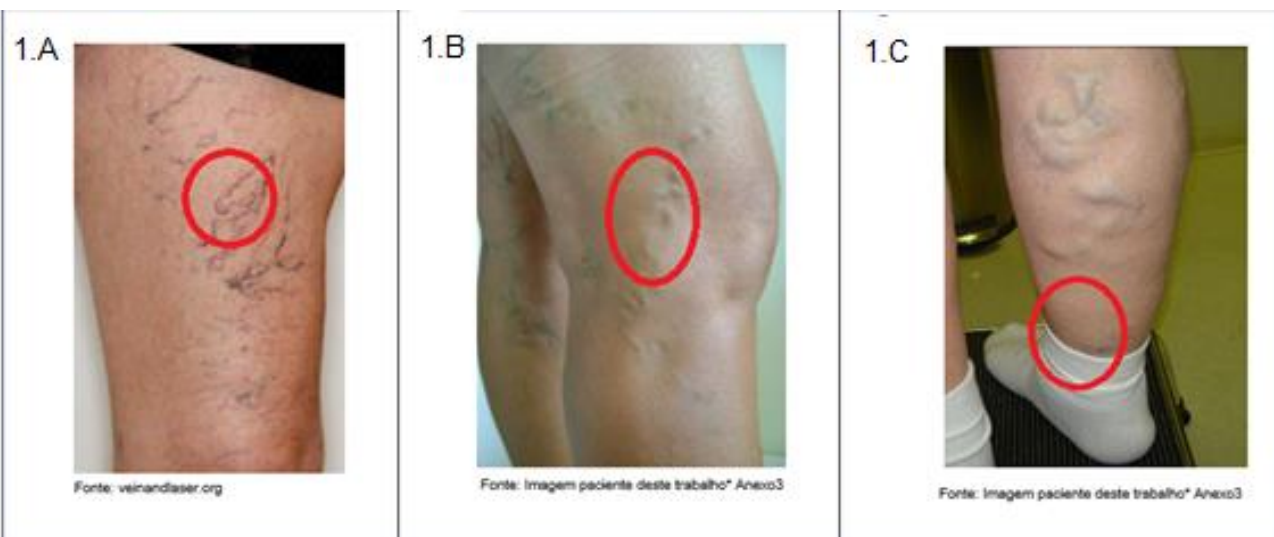 1.A
1.B
1.C
Fonte: veinandlaser.org
Fonte: Imagem paciente deste trabalho* Anexo3
Fonte: Imagem paciente deste trabalho* Anexo3